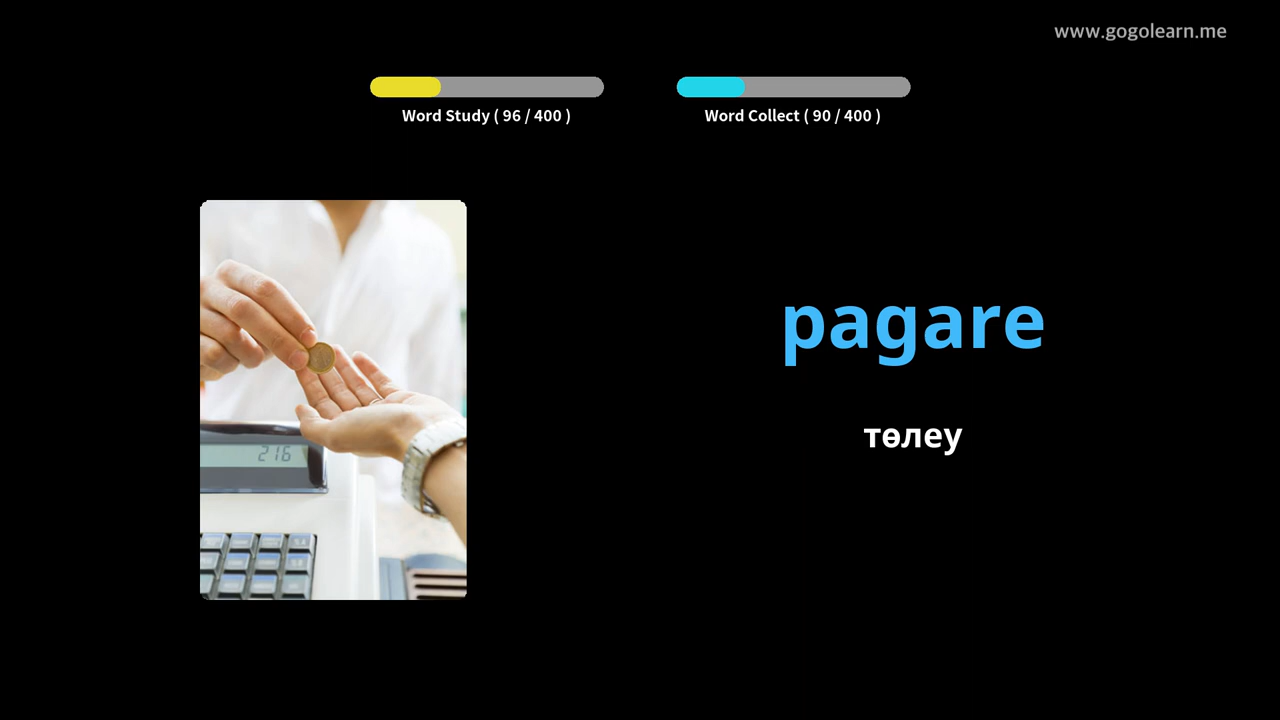 www.gogolearn.me
Word Study ( 96 / 400 )
Word Collect ( 90 / 400 )
pagare
төлеу
216